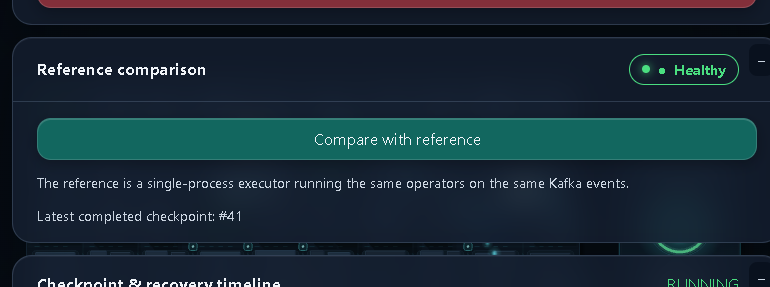 Reference comparison
Healthy
Compare with reference
The reference is a single-process executor running the same operators on the same Kafka events.
Latest completed checkpoint: #41
Checkpoint & recovery timeline
RUNNING